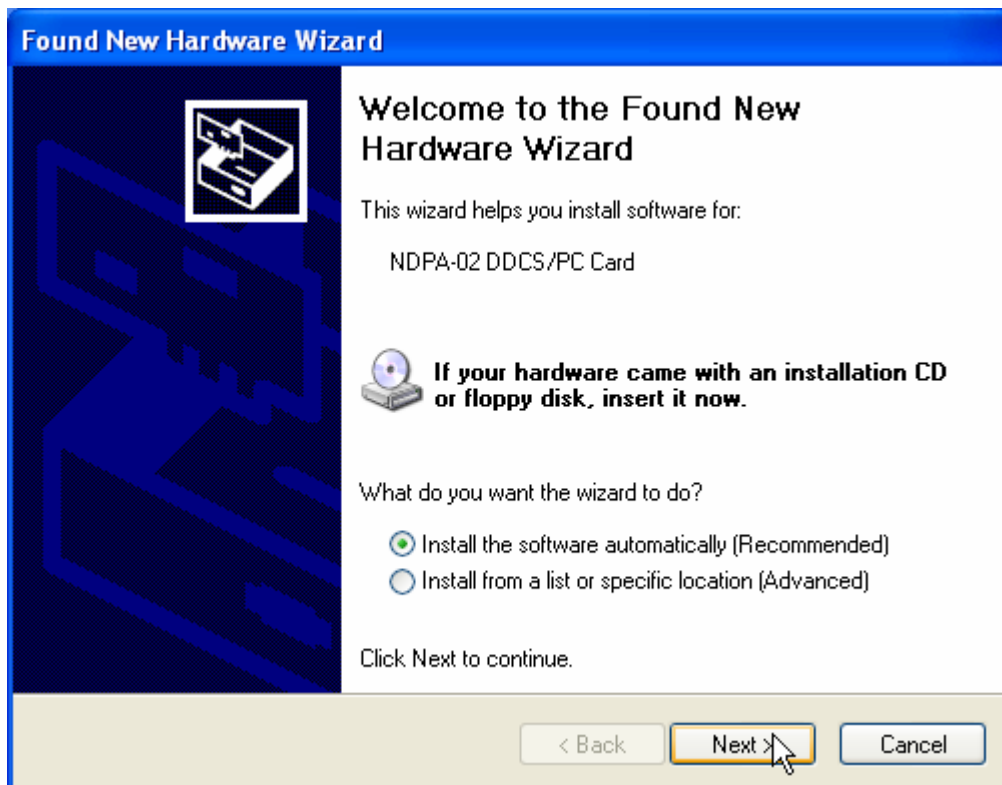 Found New Hardware Wizard
Welcome to the Found New
Hardware Wizard
This wizard helps you install software for:
NDPA-02 DDCS/PC Card
If your hardware came with an installation CD
or floppy disk, insert it now.
What do you want the wizard to do?
Install the software automatically (Recommended)
Install from a list or specific location (Advanced)
Click Next to continue.
< Back Next > Cancel